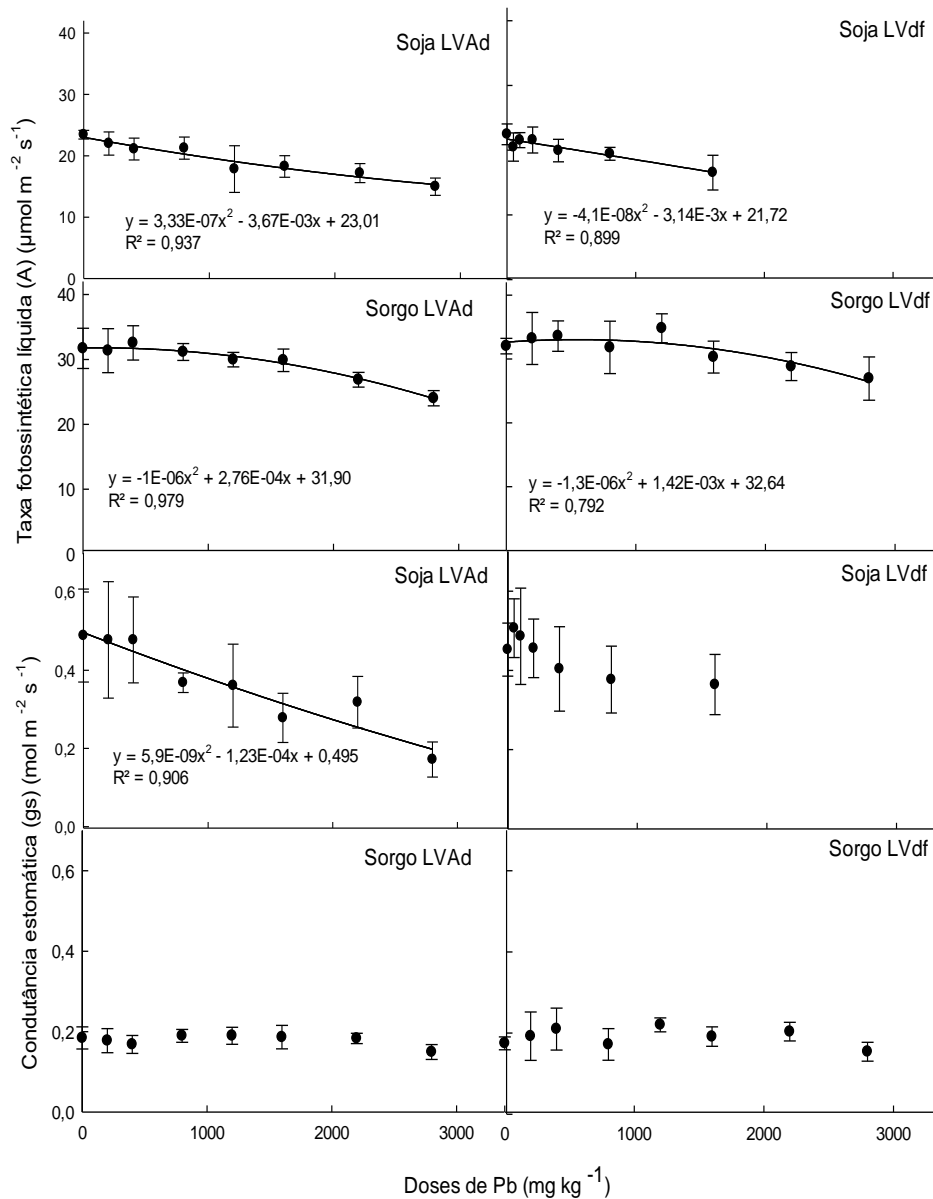 Taxa fotossintética líquida (A) (µmol m⁻² s⁻¹)
40
30
20
10
0
Soja LVAd
y = 3,33E-07x² - 3,67E-03x + 23,01
R² = 0,937
Soja LVdf
y = -4,1E-08x² - 3,14E-3x + 21,72
R² = 0,899
40
30
20
10
0
Sorgo LVAd
y = -1E-06x² + 2,76E-04x + 31,90
R² = 0,979
Sorgo LVdf
y = -1,3E-06x² + 1,42E-03x + 32,64
R² = 0,792
Condutância estomática (gs) (mol m⁻² s⁻¹)
0,6
0,4
0,2
0,0
Soja LVAd
y = 5,9E-09x² - 1,23E-04x + 0,495
R² = 0,906
Soja LVdf
0,6
0,4
0,2
0,0
Sorgo LVAd
Sorgo LVdf
0 1000 2000 3000
0 1000 2000 3000
Doses de Pb (mg kg⁻¹)